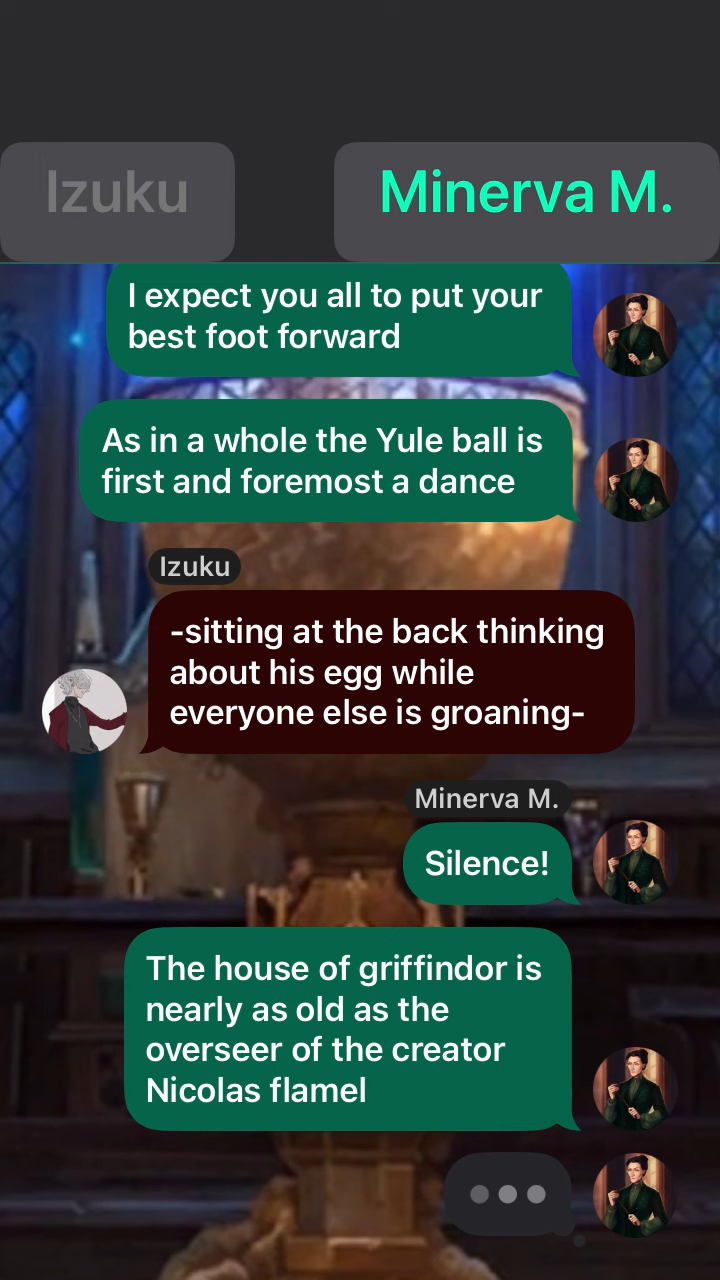 Izuku
Minerva M.
I expect you all to put your
best foot forward
As in a whole the Yule ball is
first and foremost a dance
Izuku
-sitting at the back thinking
about his egg while
everyone else is groaning-
Minerva M.
Silence!
The house of griffindor is
nearly as old as the
overseer of the creator
Nicolas flamel